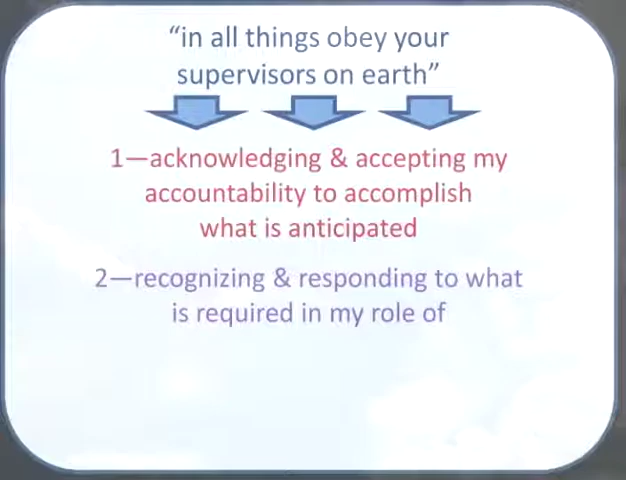 “in all things obey your
supervisors on earth”
1—acknowledging & accepting my
accountability to accomplish
what is anticipated
2—recognizing & responding to what
is required in my role of